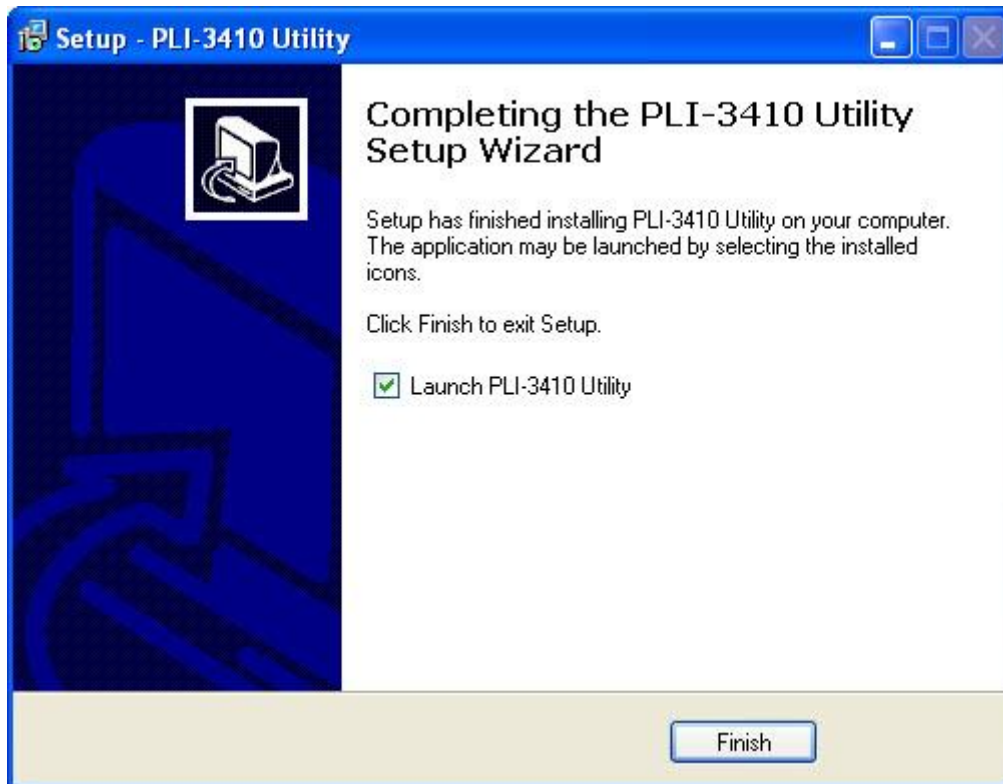 Setup - PLI-3410 Utility
Completing the PLI-3410 Utility
Setup Wizard
Setup has finished installing PLI-3410 Utility on your computer.
The application may be launched by selecting the installed
icons.
Click Finish to exit Setup.
Launch PLI-3410 Utility
Finish